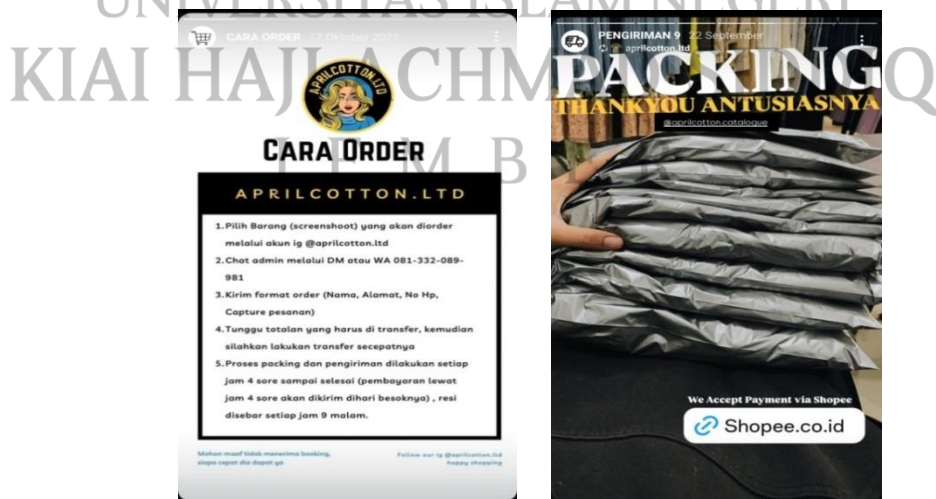 UNIVERSITAS ISLAM NEGERI
KIAI HAJI ACHMAD
CARA ORDER 17 Oktober 2021
APRILCOTTON.LTD
CARA ORDER
APRILCOTTON.LTD
1.Pilih Barang (screenshoot) yang akan diorder
melalui akun ig @aprilcotton.ltd
2.Chat admin melalui DM atau WA 081-332-089-
981
3.Kirim format order (Nama, Alamat, No Hp,
Capture pesanan)
4.Tunggu totalan yang harus di transfer, kemudian
silahkan lakukan transfer secepatnya
5.Proses packing dan pengiriman dilakukan setiap
jam 4 sore sampai selesai (pembayaran lewat
jam 4 sore akan dikirim dihari besoknya) , resi
disebar setiap jam 9 malam.
Mohon maaf tidak menerima booking,
siapa cepat dia dapat ya
Follow our ig @aprilcotton.ltd
happy shopping
PENGIRIMAN 9 22 September
aprilcotton.ltd
PACKING
THANKYOU ANTUSIASNYA
@aprilcotton.catalogue
We Accept Payment via Shopee
Shopee.co.id